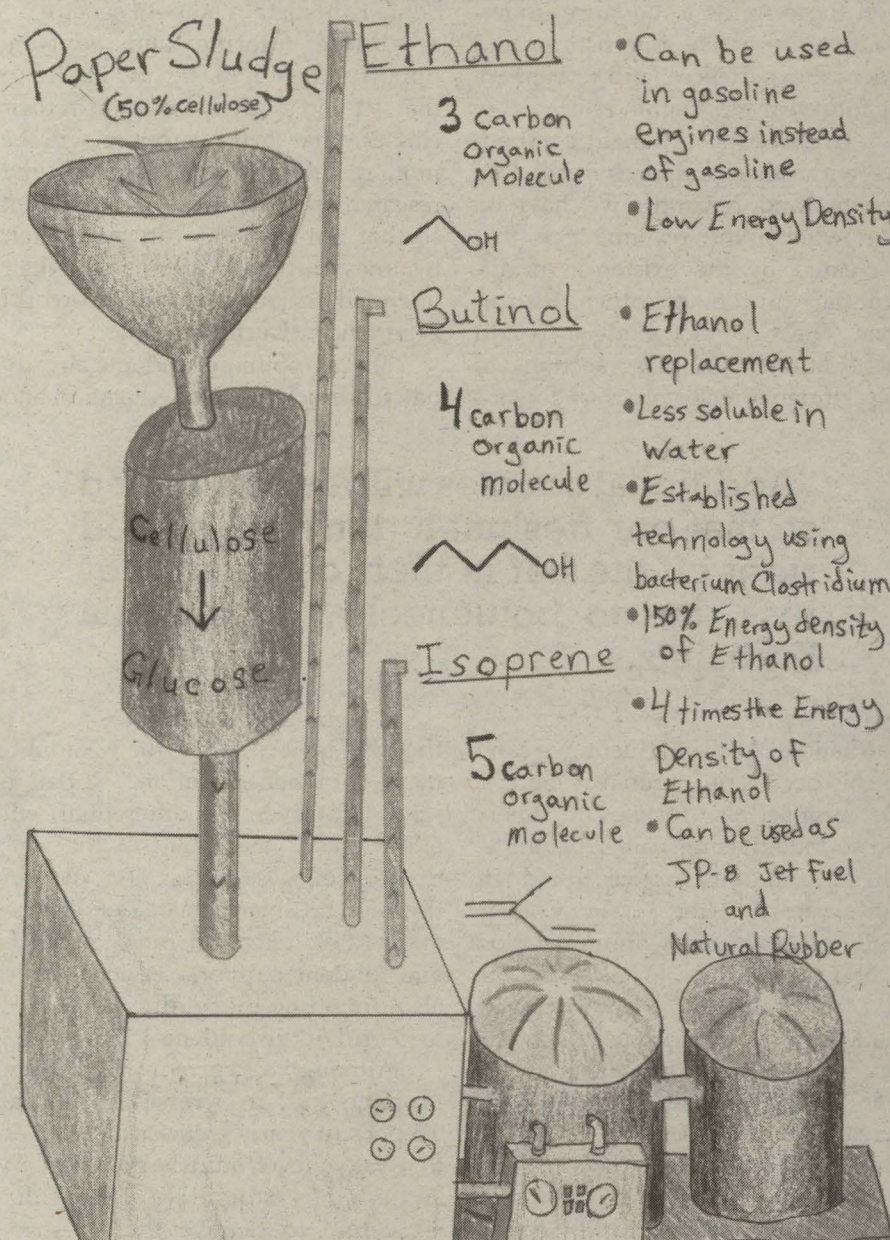 Paper Sludge
(50% cellulose)
Cellulose
Glucose
Ethanol
3 carbon
organic
Molecule
OH
• Can be used
in gasoline
engines instead
of gasoline
• Low Energy Density
Butinol
4 carbon
organic
molecule
OH
• Ethanol
replacement
• Less soluble in
Water
• Established
technology using
bacterium Clostridium
• 150% Energy density
of Ethanol
Isoprene
5 carbon
organic
molecule
• 4 times the Energy
Density of
Ethanol
• Can be used as
JP-8 Jet Fuel
and
Natural Rubber